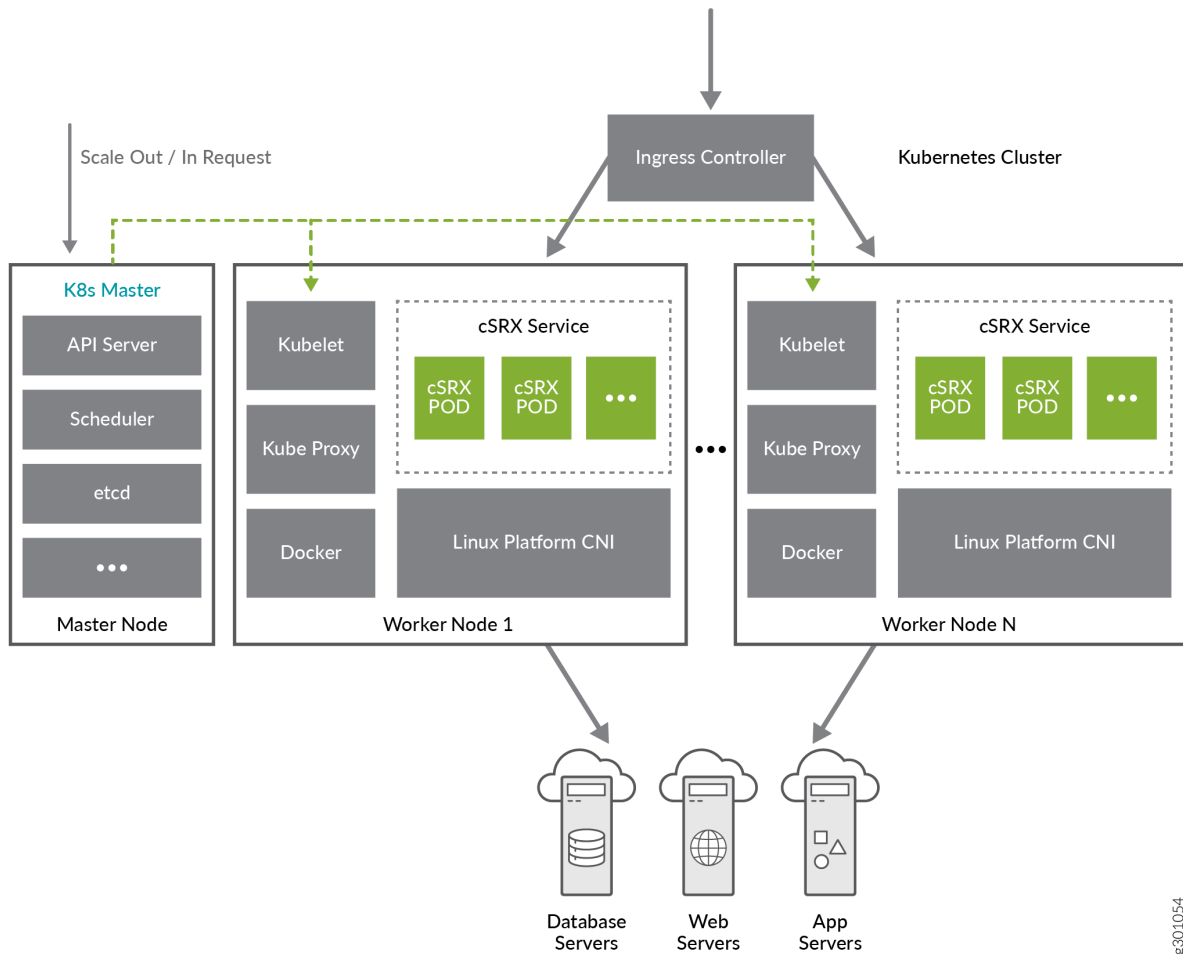 Ingress Controller
Kubernetes Cluster
Scale Out / In Request
K8s Master
API Server
Scheduler
etcd
•••
Master Node
Kubelet
Kube Proxy
Docker
cSRX Service
cSRX
POD
cSRX
POD
•••
Linux Platform CNI
Worker Node 1
•••
Kubelet
Kube Proxy
Docker
cSRX Service
cSRX
POD
cSRX
POD
•••
Linux Platform CNI
Worker Node N
Database
Servers
Web
Servers
App
Servers
g301054